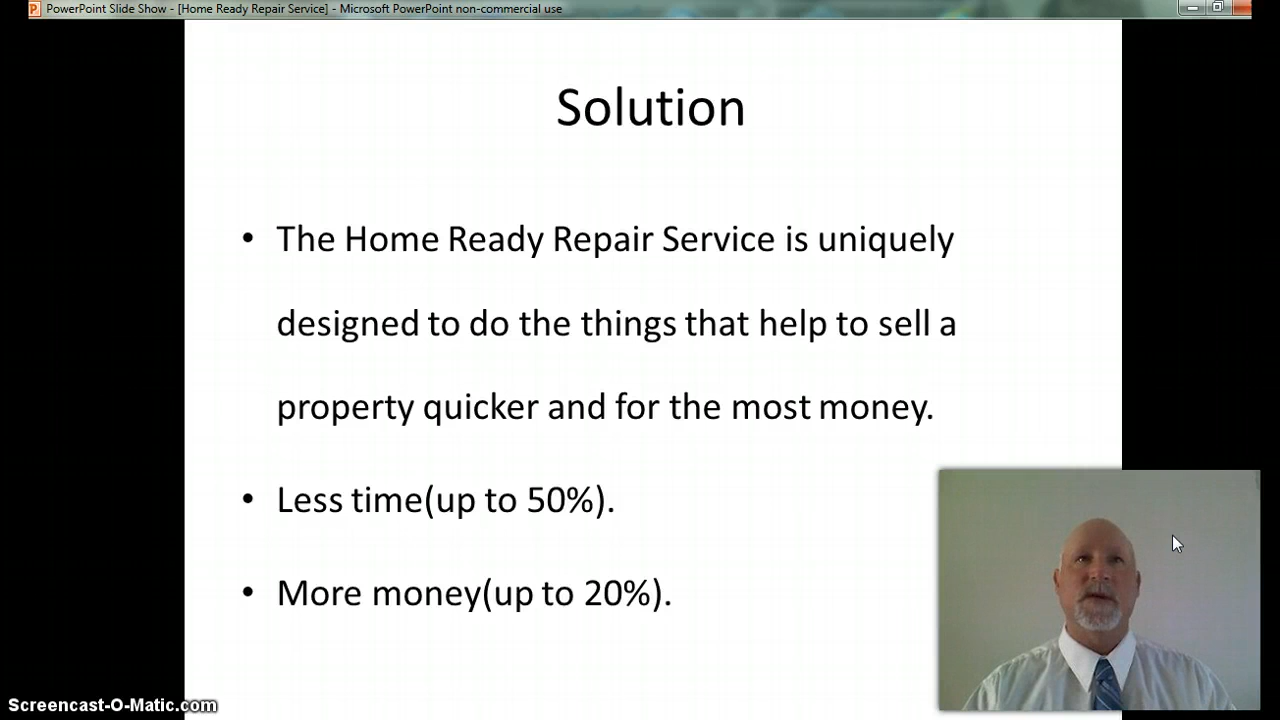 PowerPoint Slide Show - [Home Ready Repair Service] - Microsoft PowerPoint non-commercial use
Solution
• The Home Ready Repair Service is uniquely
designed to do the things that help to sell a
property quicker and for the most money.
• Less time(up to 50%).
• More money(up to 20%).
Screencast-O-Matic.com